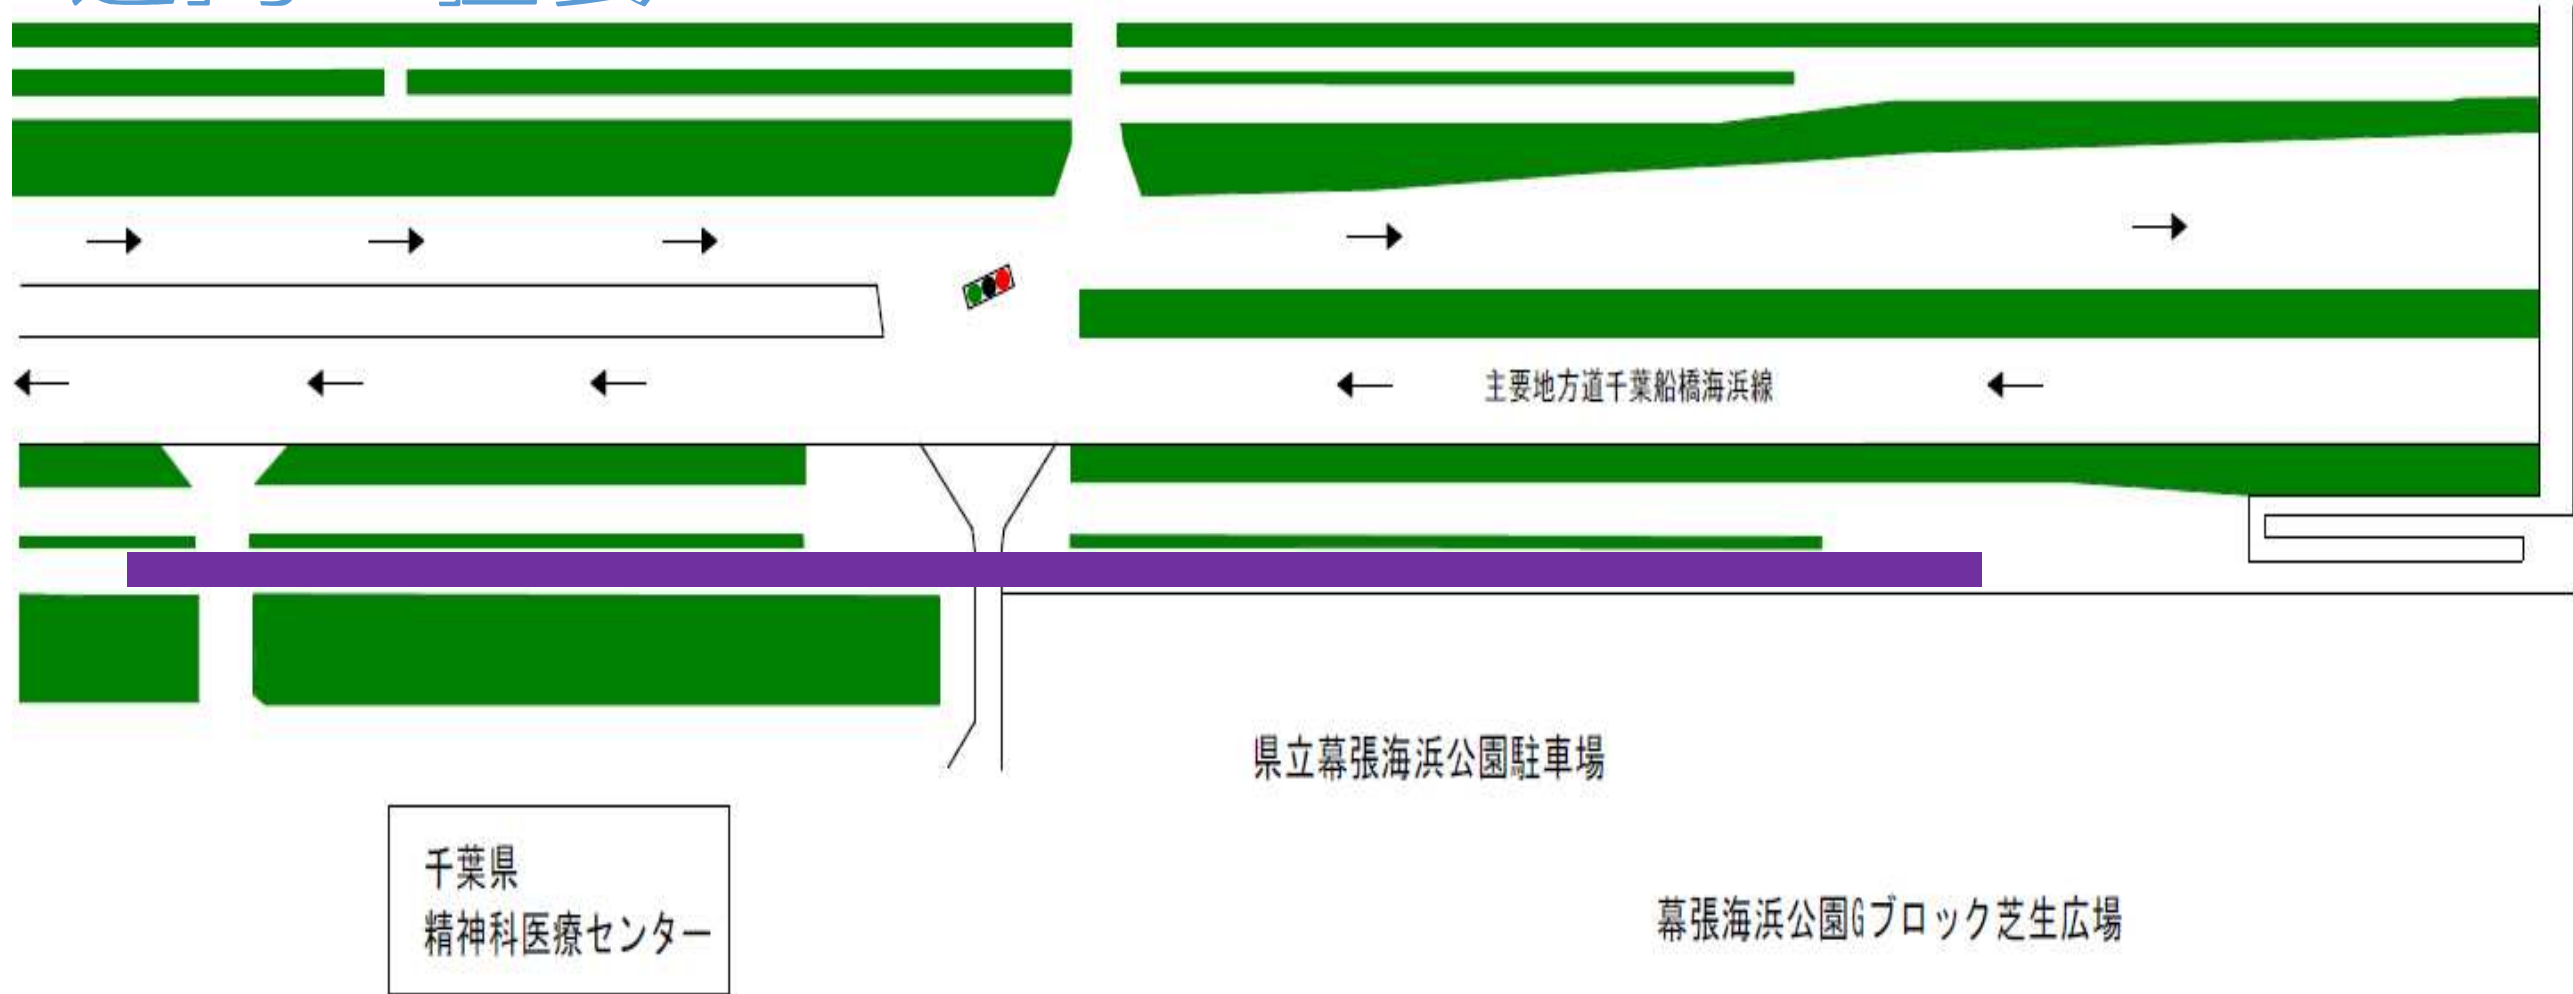 主要地方道千葉船橋海浜線
県立幕張海浜公園駐車場
千葉県
精神科医療センター
幕張海浜公園Gブロック芝生広場